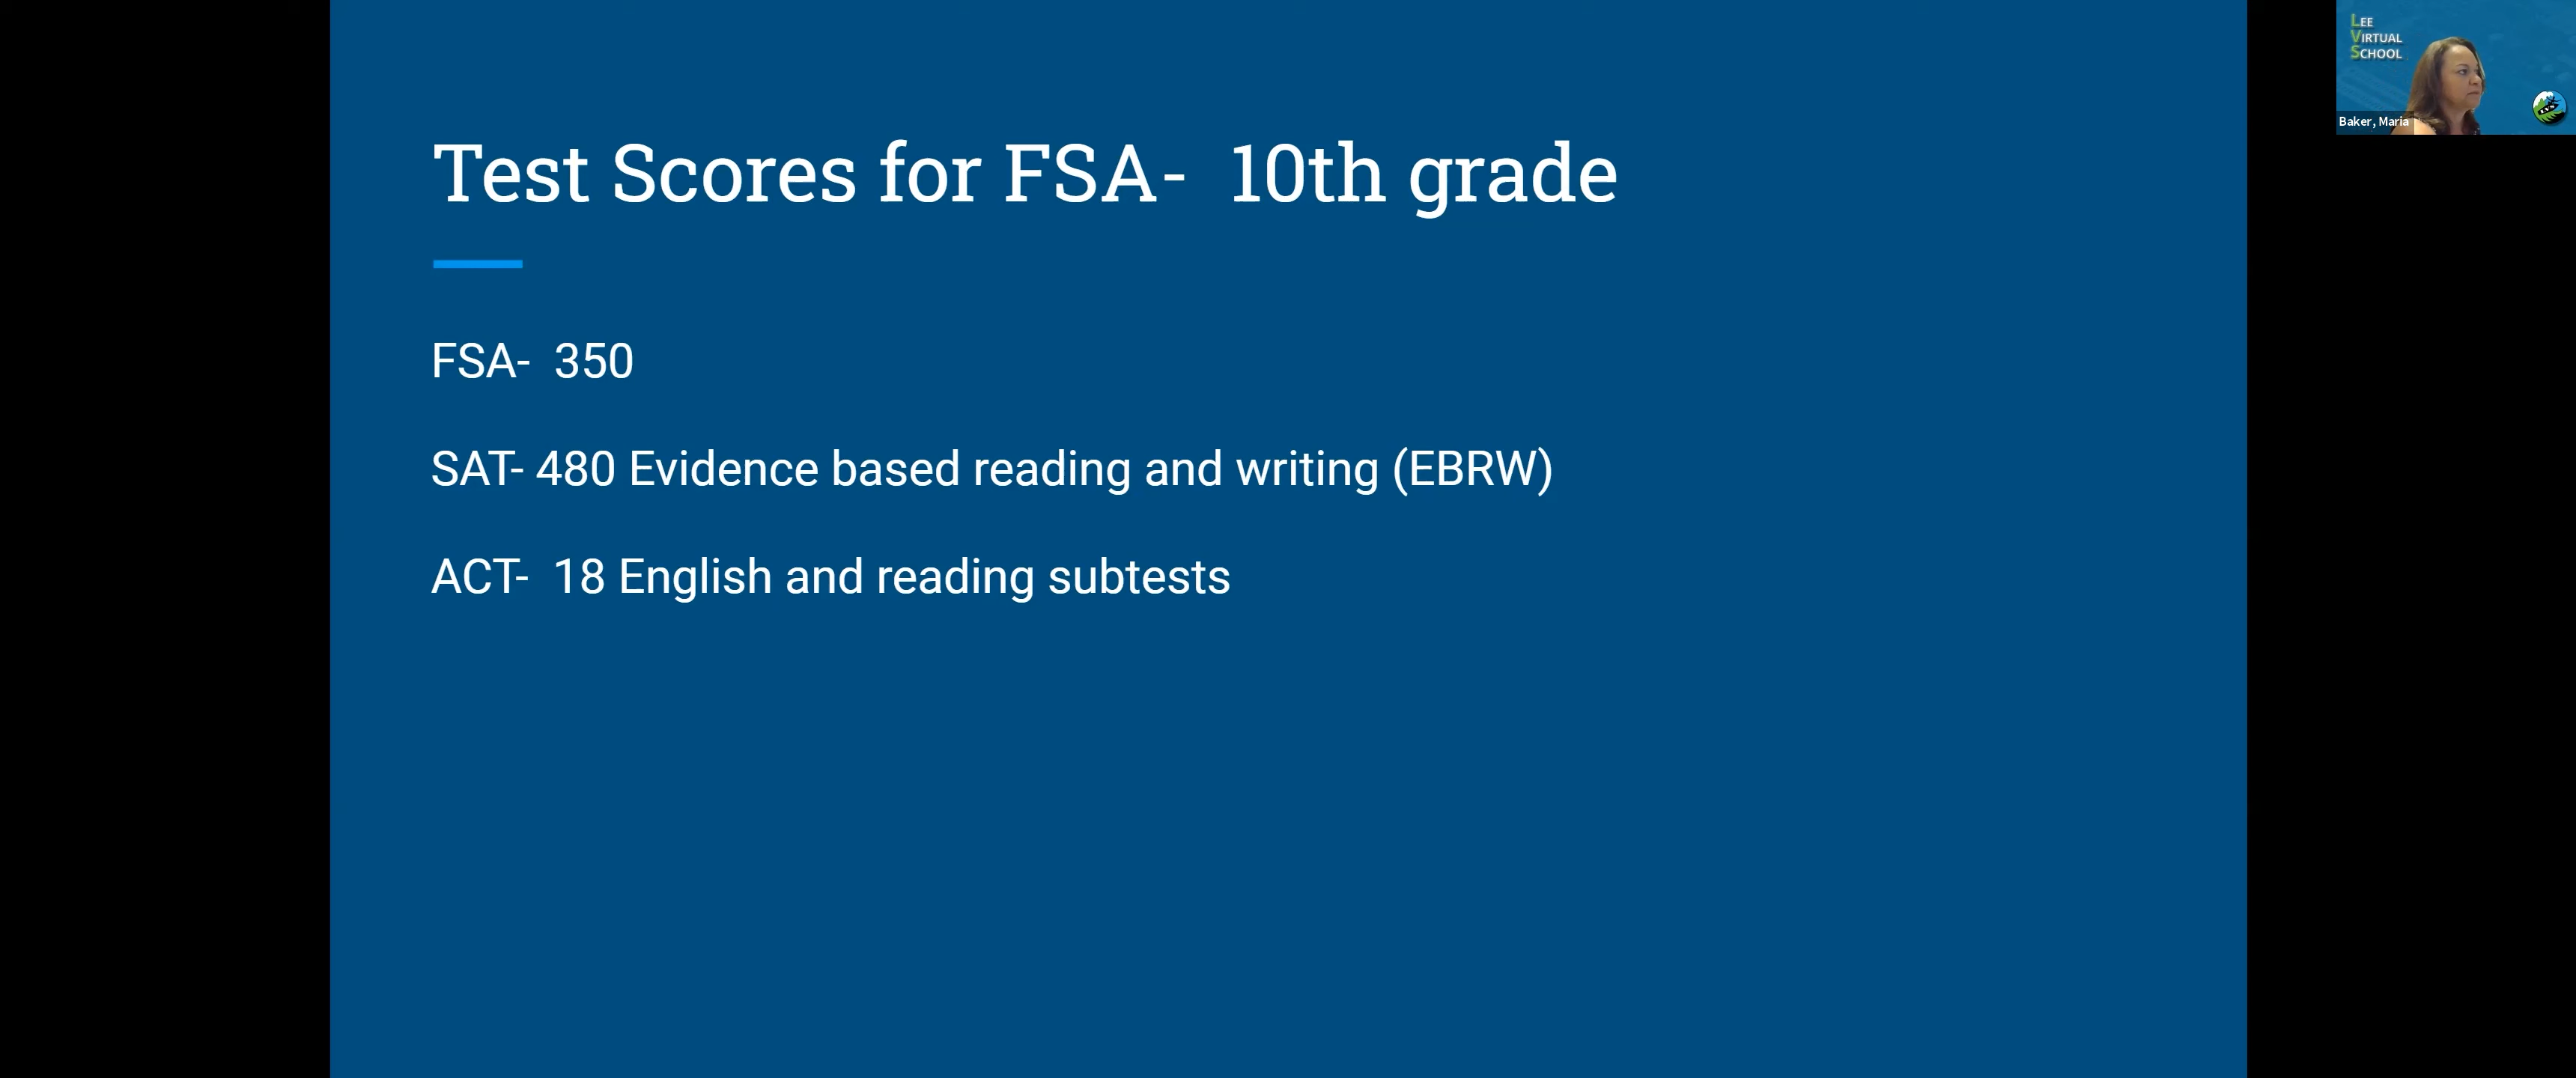 Test Scores for FSA-  10th grade
FSA-  350
SAT- 480 Evidence based reading and writing (EBRW)
ACT-  18 English and reading subtests
LEE
VIRTUAL
SCHOOL
Baker, Maria